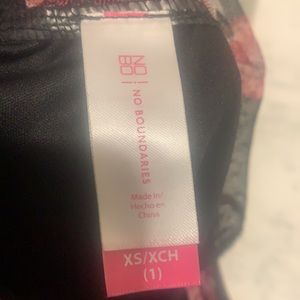 NO
BO
NO BOUNDARIES
Made in/
Hecho en
China
XS/XCH
(1)